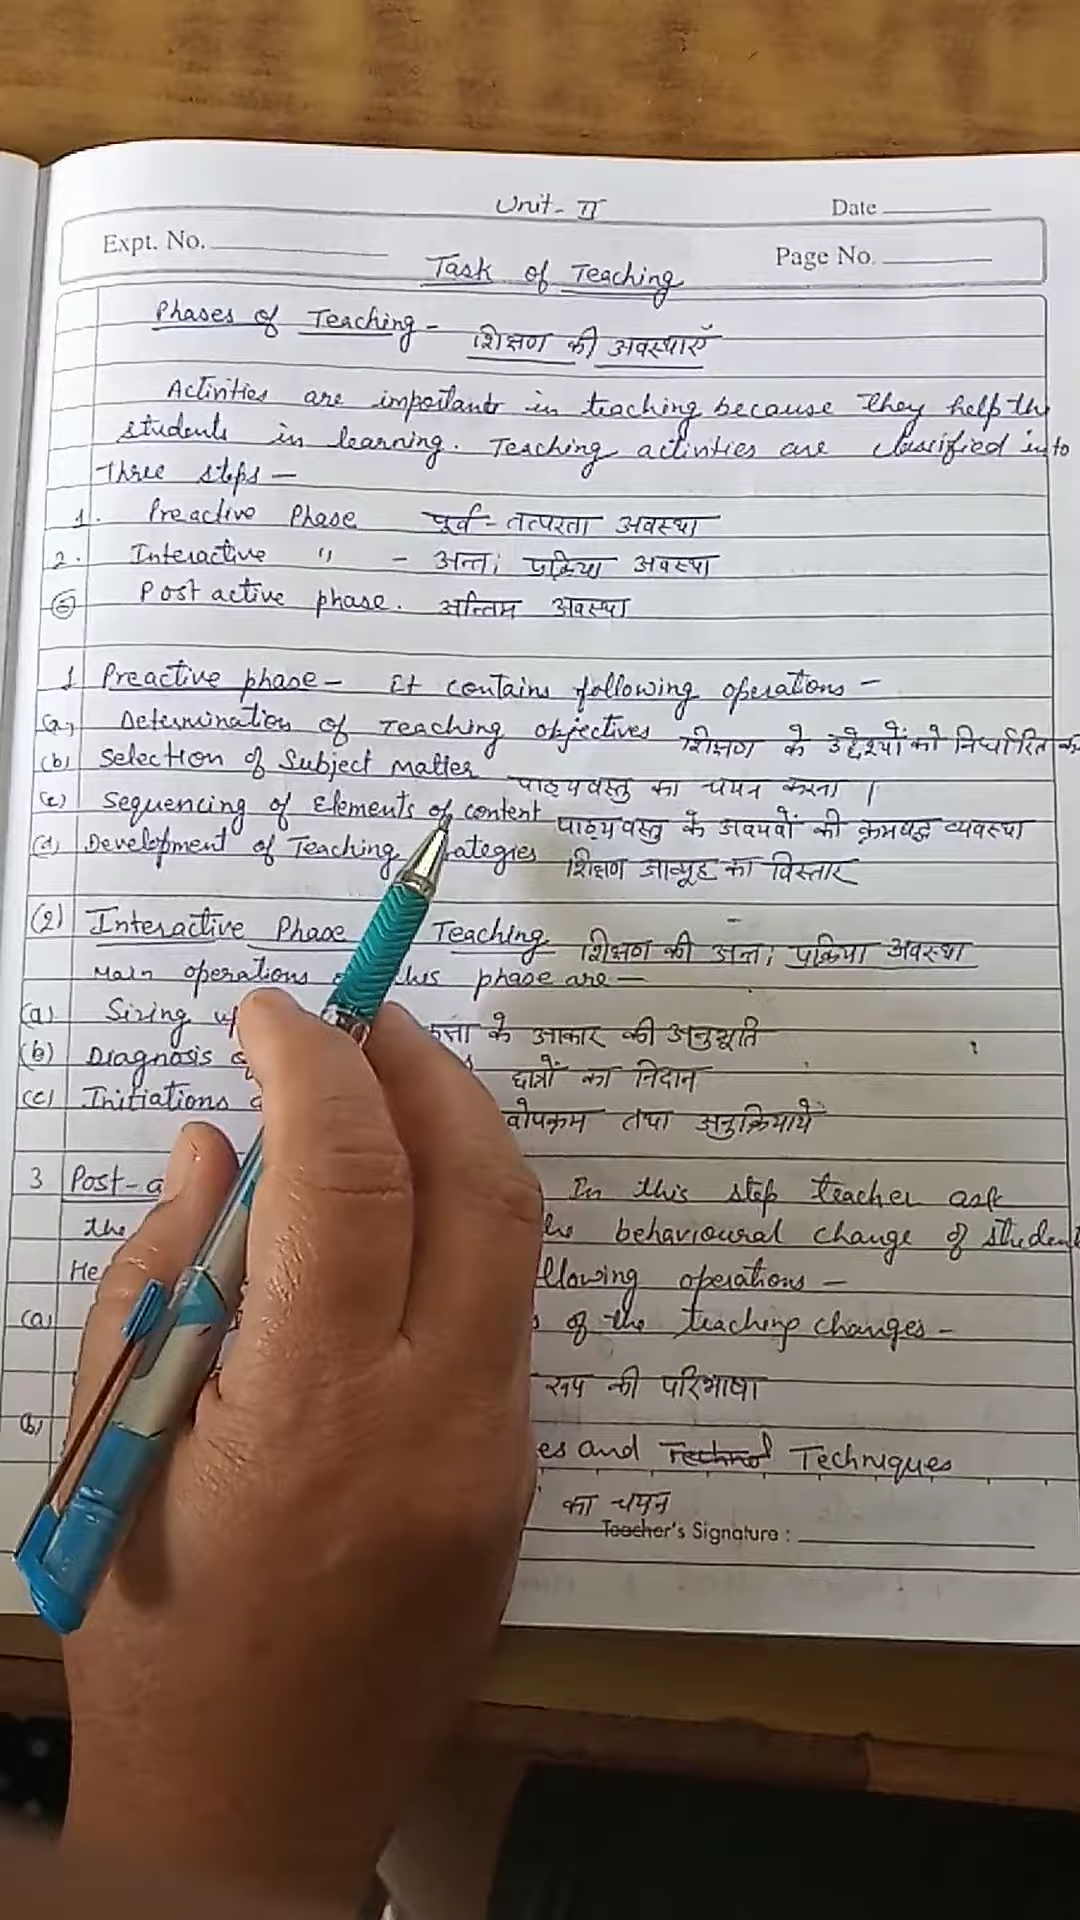 Unit - II
Date
Expt. No.
Page No.
Task of Teaching
Phases of Teaching - शिक्षण की अवस्थाएँ
Activities are important in teaching because they help the
students in learning. Teaching activities are classified into
Three steps -
1. Preactive Phase पूर्व - तत्परता अवस्था
2. Interactive " - अन्त: प्रक्रिया अवस्था
Post active phase. अन्तिम अवस्था
1 Preactive phase - It contains following operations -
(a) Determination of Teaching objectives शिक्षण के उद्देश्यों को निर्धारित
(b) Selection of Subject Matter पाठ्यवस्तु का चयन करना ।
(c) Sequencing of Elements of content पाठ्यवस्तु के अवयवों की क्रमबद्ध व्यवस्था
(d) Development of Teaching शिक्षण का विस्तार
(2) Interactive Phase Teaching शिक्षण की अन्त: प्रक्रिया अवस्था
Main operations phase are -
(a) Sizing up के आकार की अनुभूति
(b) Diagnosis छात्रों का निदान
(c) Initiations तथा अनुक्रियायें
3 Post-a In this step teacher ask
the behavioural change of student
He following operations -
(a) of the teaching changes -
रूप की परिभाषा
(b) and Techniques
का चयन
Teacher's Signature :